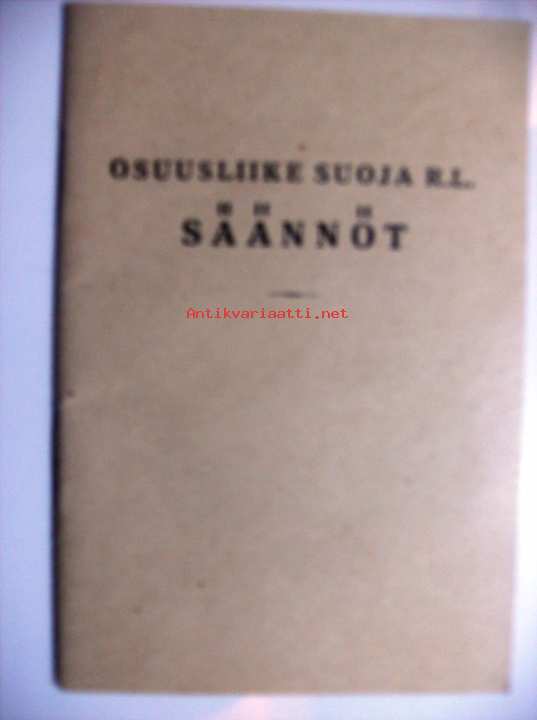 OSUUSLIIKE SUOJA R.L.
SÄÄNNÖT
Antikvariaatti.net